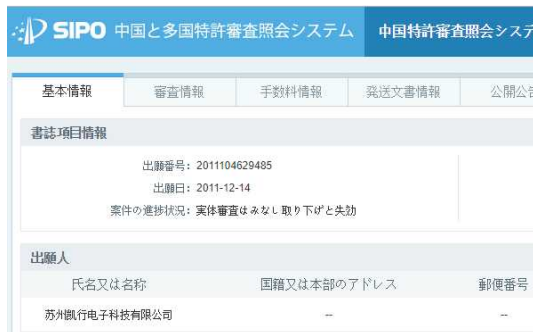 SIPO 中国と多国特許審査照会システム 中国特許審査照会システ
基本情報 審査情報 手数料情報 発送文書情報 公開公告
書誌項目情報
出願番号: 2011104629485
出願日: 2011-12-14
案件の進捗状況: 実体審査はみなし取り下げと失効
出願人
氏名又は名称 国籍又は本部のアドレス 郵便番号
苏州凯行电子科技有限公司 -- --